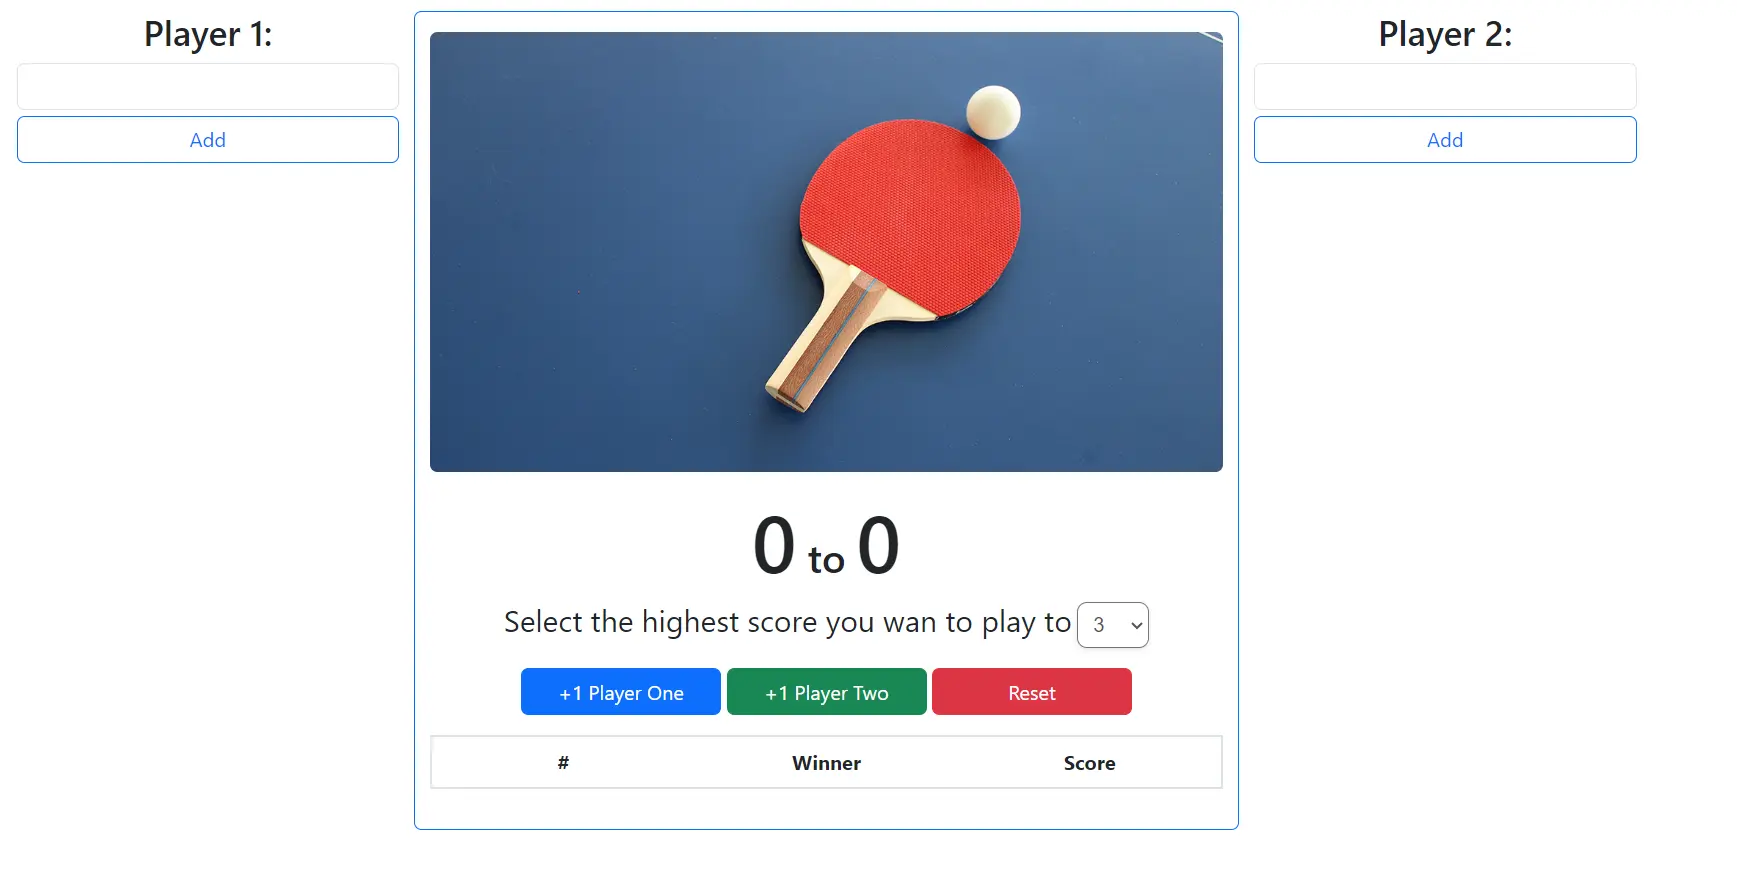 Player 1:
Add
0 to 0
Select the highest score you wan to play to 3
+1 Player One
+1 Player Two
Reset
# Winner Score
Player 2:
Add